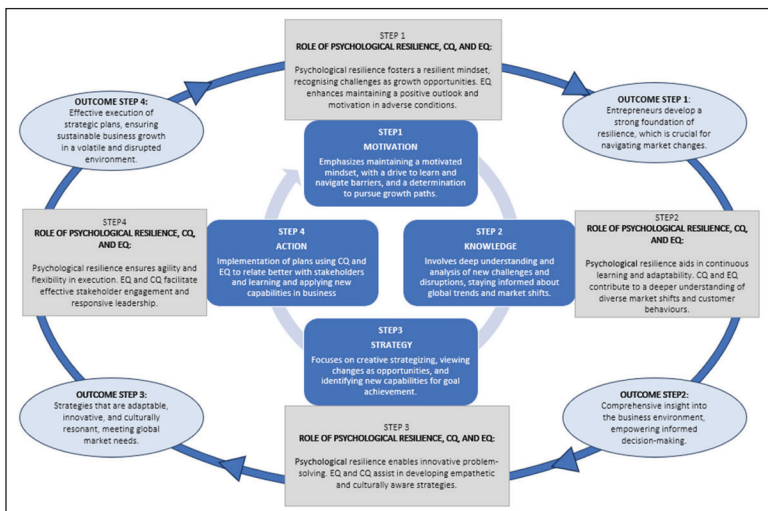 STEP 1
ROLE OF PSYCHOLOGICAL RESILIENCE, CQ, AND EQ:
Psychological resilience fosters a resilient mindset,
recognising challenges as growth opportunities. EQ
enhances maintaining a positive outlook and
motivation in adverse conditions.
OUTCOME STEP 4:
Effective execution of
strategic plans, ensuring
sustainable business growth
in a volatile and disrupted
environment.
OUTCOME STEP 1:
Entrepreneurs develop a
strong foundation of
resilience, which is crucial for
navigating market changes.
STEP1
MOTIVATION
Emphasizes maintaining a motivated
mindset, with a drive to learn and
navigate barriers, and a determination
to pursue growth paths.
STEP4
ROLE OF PSYCHOLOGICAL RESILIENCE, CQ,
AND EQ:
Psychological resilience ensures agility and
flexibility in execution. EQ and CQ facilitate
effective stakeholder engagement and
responsive leadership.
STEP 4
ACTION
Implementation of plans using CQ and
EQ to relate better with stakeholders
and learning and applying new
capabilities in business
STEP 2
KNOWLEDGE
Involves deep understanding and
analysis of new challenges and
disruptions, staying informed about
global trends and market shifts.
STEP2
ROLE OF PSYCHOLOGICAL RESILIENCE, CQ,
AND EQ:
Psychological resilience aids in continuous
learning and adaptability. CQ and EQ
contribute to a deeper understanding of
diverse market shifts and customer
behaviours.
STEP3
STRATEGY
Focuses on creative strategizing, viewing
changes as opportunities, and
identifying new capabilities for goal
achievement.
OUTCOME STEP 3:
Strategies that are adaptable,
innovative, and culturally
resonant, meeting global
market needs.
OUTCOME STEP2:
Comprehensive insight into
the business environment,
empowering informed
decision-making.
STEP 3
ROLE OF PSYCHOLOGICAL RESILIENCE, CQ, AND EQ:
Psychological resilience enables innovative problem-
solving. EQ and CQ assist in developing empathetic
and culturally aware strategies.